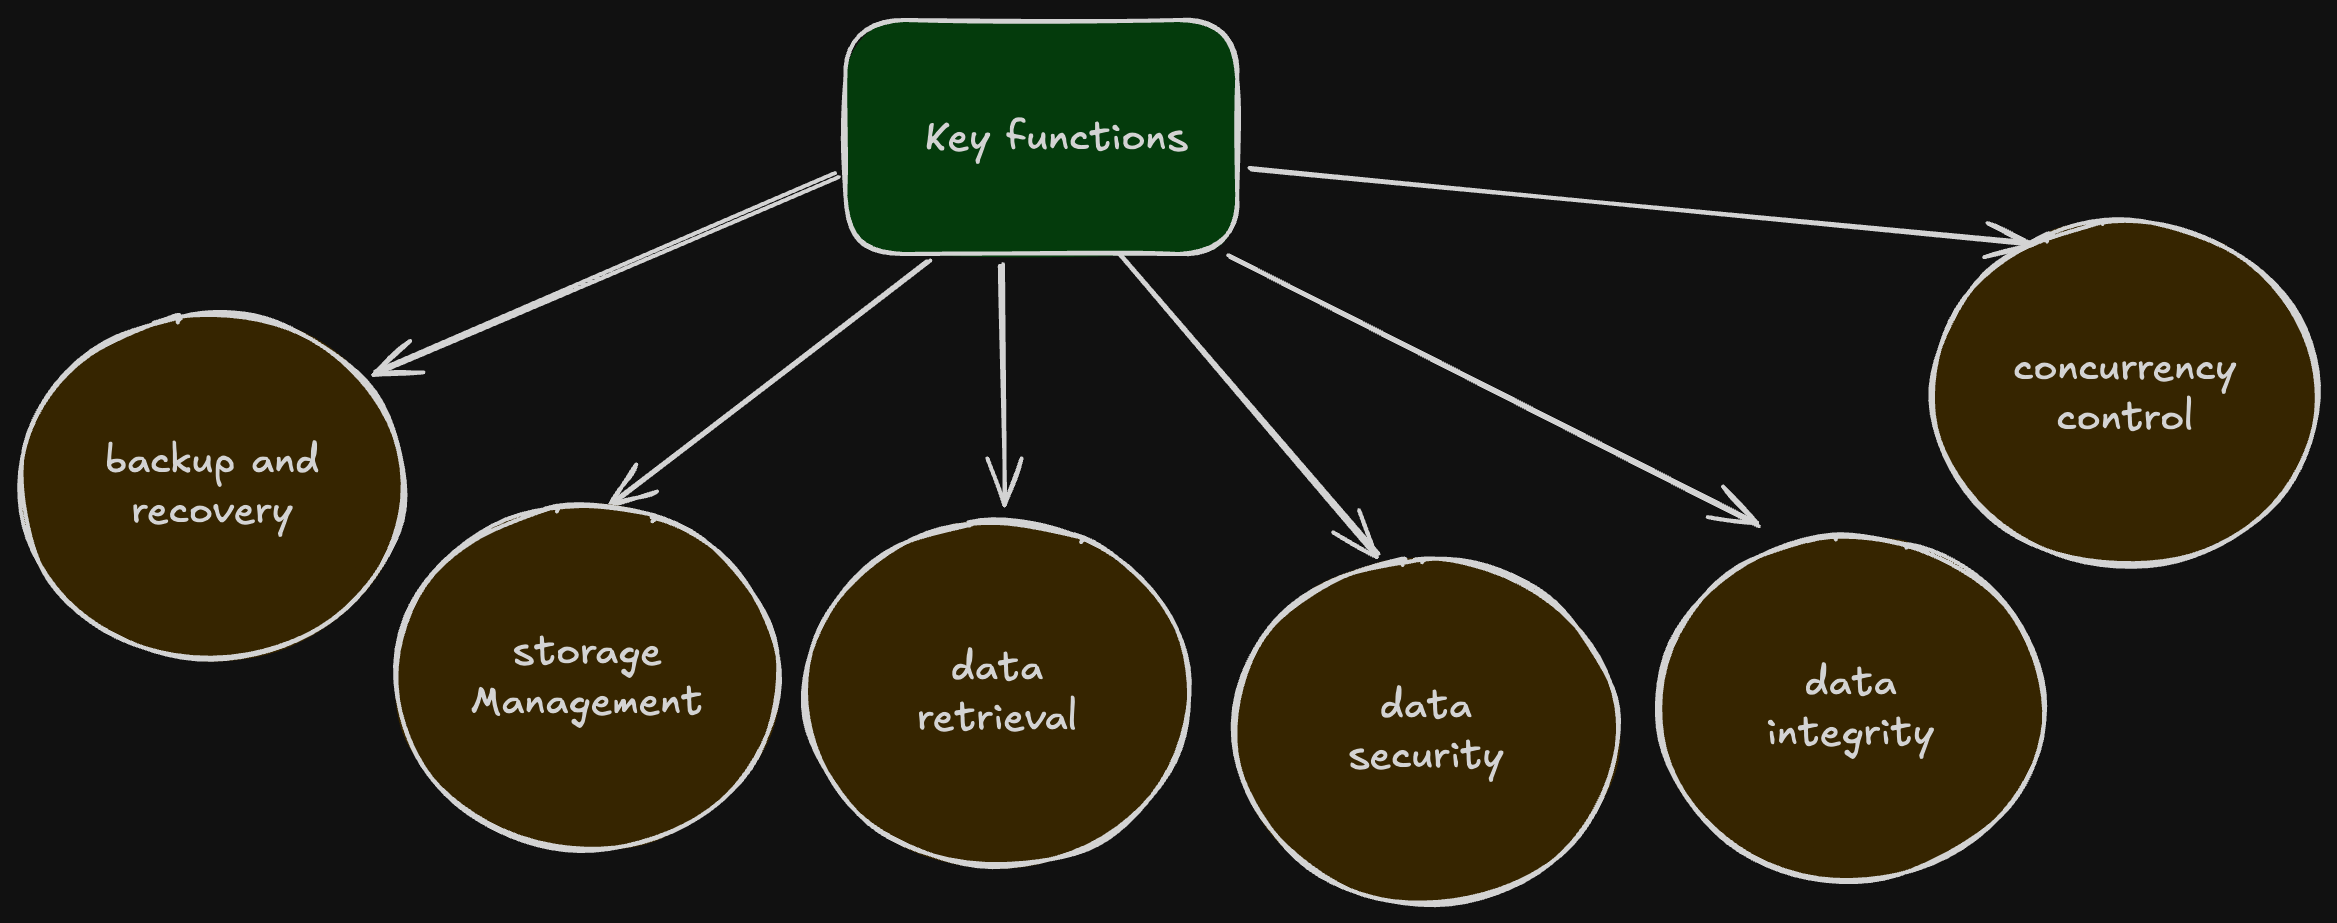 Key functions
backup and
recovery
storage
Management
data
retrieval
data
security
data
integrity
concurrency
control